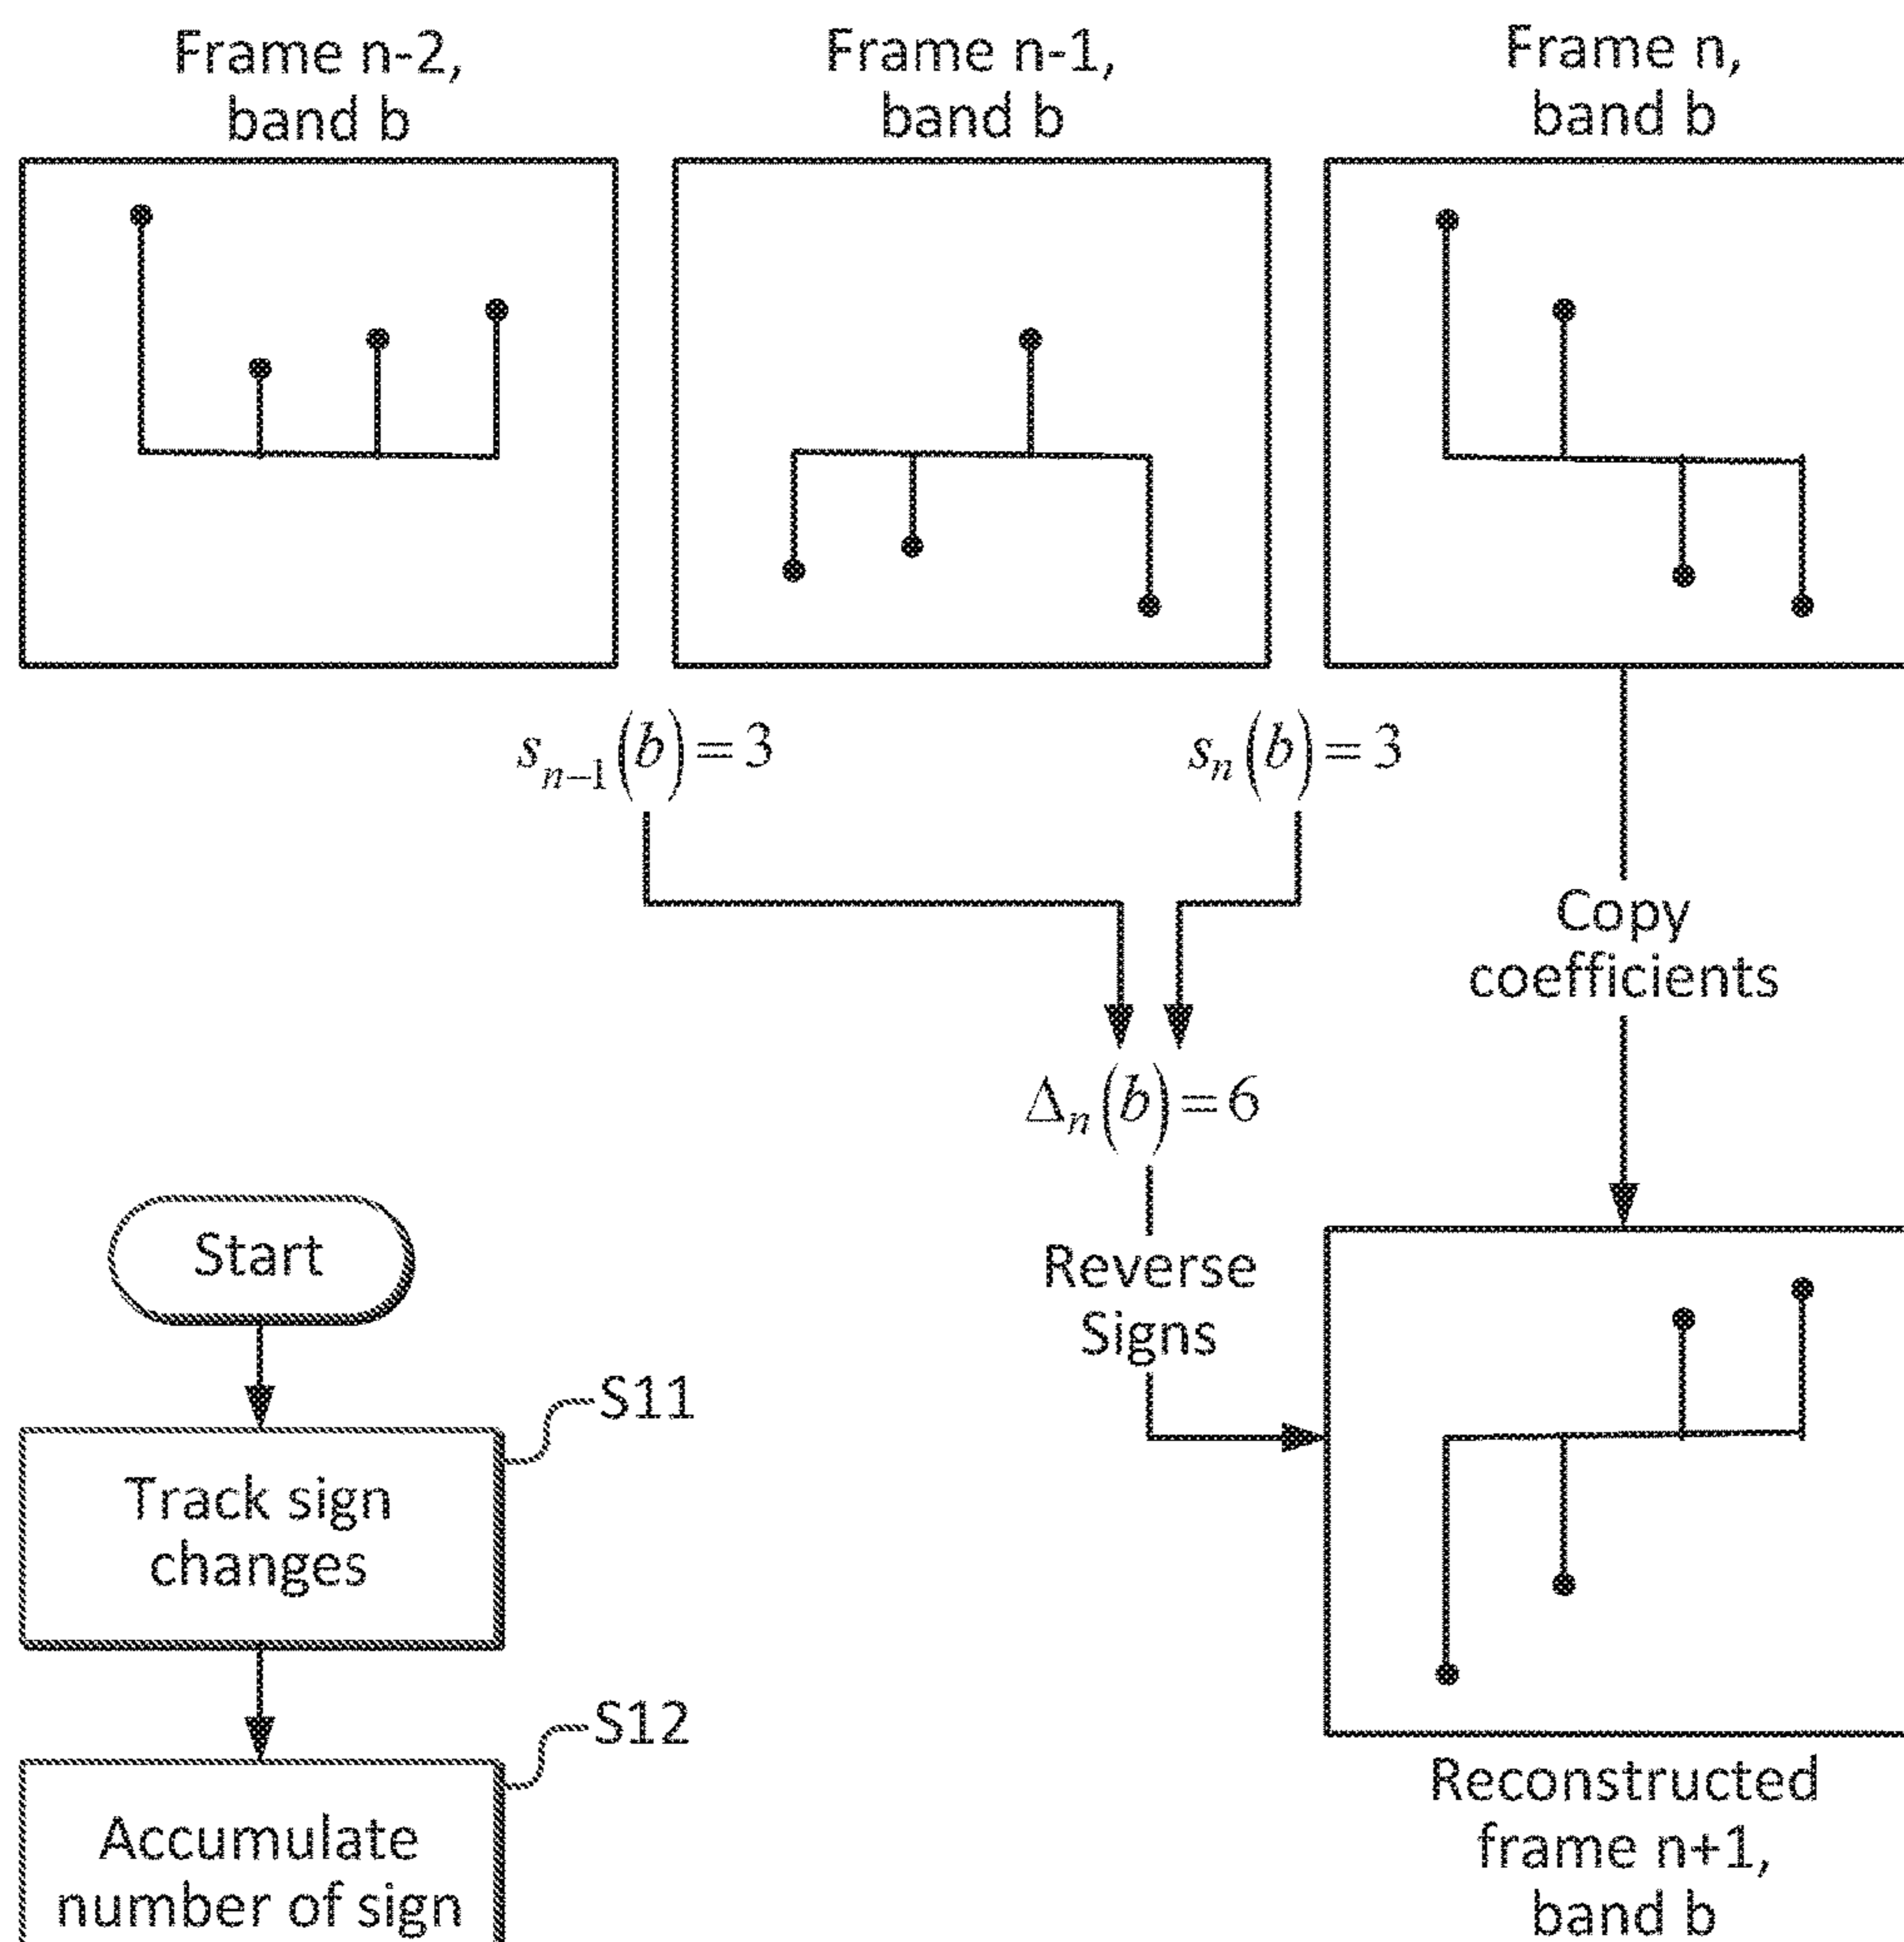 Frame n-2,
band b
Frame n-1,
band b
Frame n,
band b
s_{n-1}(b)=3
s_n(b)=3
Copy
coefficients
Δ_n(b)=6
Reverse
Signs
Start
S11
Track sign
changes
S12
Accumulate
number of sign
Reconstructed
frame n+1,
band b